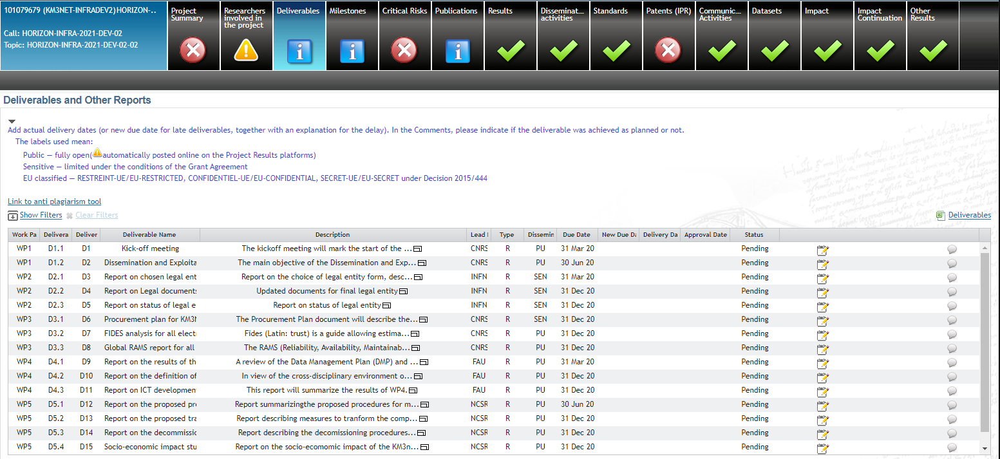 101079679 (KM3NET-INFRADEV2)HORIZON-..
Call: HORIZON-INFRA-2021-DEV-02
Topic: HORIZON-INFRA-2021-DEV-02-02
Project Summary
Researchers involved in the project
Deliverables
Milestones
Critical Risks
Publications
Results
Disseminat... activities
Standards
Patents (IPR)
Communic... Activities
Datasets
Impact
Impact Continuation
Other Results
Deliverables and Other Reports
Add actual delivery dates (or new due date for late deliverables, together with an explanation for the delay). In the Comments, please indicate if the deliverable was achieved as planned or not.
The labels used mean:
Public — fully open(automatically posted online on the Project Results platforms)
Sensitive — limited under the conditions of the Grant Agreement
EU classified — RESTREINT-UE/EU-RESTRICTED, CONFIDENTIEL-UE/EU-CONFIDENTIAL, SECRET-UE/EU-SECRET under Decision 2015/444
Link to anti plagiarism tool
Show Filters Clear Filters Deliverables
Work Pa Delivera Deliver Deliverable Name Description Lead Type Dissemin Due Date New Due Da Delivery Da Approval Date Status
WP1 D1.1 D1 Kick-off meeting The kickoff meeting will mark the start of the ... CNRS R PU 31 Mar 20 Pending
WP1 D1.2 D2 Dissemination and Exploita The main objective of the Dissemination and Exp... CNRS R PU 30 Jun 20 Pending
WP2 D2.1 D3 Report on chosen legal ent Report on the choice of legal entity form, desc... INFN R SEN 31 Mar 20 Pending
WP2 D2.2 D4 Report on Legal documents Updated documents for final legal entity INFN R SEN 31 Dec 20 Pending
WP2 D2.3 D5 Report on status of legal e Report on status of legal entity INFN R SEN 31 Dec 20 Pending
WP3 D3.1 D6 Procurement plan for KM3N The Procurement Plan document will describe the... CNRS R SEN 31 Dec 20 Pending
WP3 D3.2 D7 FIDES analysis for all elect Fides (Latin: trust) is a guide allowing estima... CNRS R PU 31 Dec 20 Pending
WP3 D3.3 D8 Global RAMS report for all The RAMS (Reliability, Availability, Maintainab... CNRS R PU 31 Dec 20 Pending
WP4 D4.1 D9 Report on the results of th A review of the Data Management Plan (DMP) and ... FAU R PU 31 Mar 20 Pending
WP4 D4.2 D10 Report on the definition of In view of the cross-disciplinary environment o... FAU R PU 31 Dec 20 Pending
WP4 D4.3 D11 Report on ICT developmen This report will summarize the results of WP4. FAU R PU 31 Dec 20 Pending
WP5 D5.1 D12 Report on the proposed pr Report summarizingthe proposed procedures for m... NCSR R PU 30 Jun 20 Pending
WP5 D5.2 D13 Report on the proposed tra Report describing measures to tranform the comp... NCSR R PU 31 Dec 20 Pending
WP5 D5.3 D14 Report on the decommissic Report describing the decomissioning procedures... NCSR R PU 31 Dec 20 Pending
WP5 D5.4 D15 Socio-economic impact stu Report on the socio-ecomomic impact of the KM3n... NCSR R PU 31 Dec 20 Pending